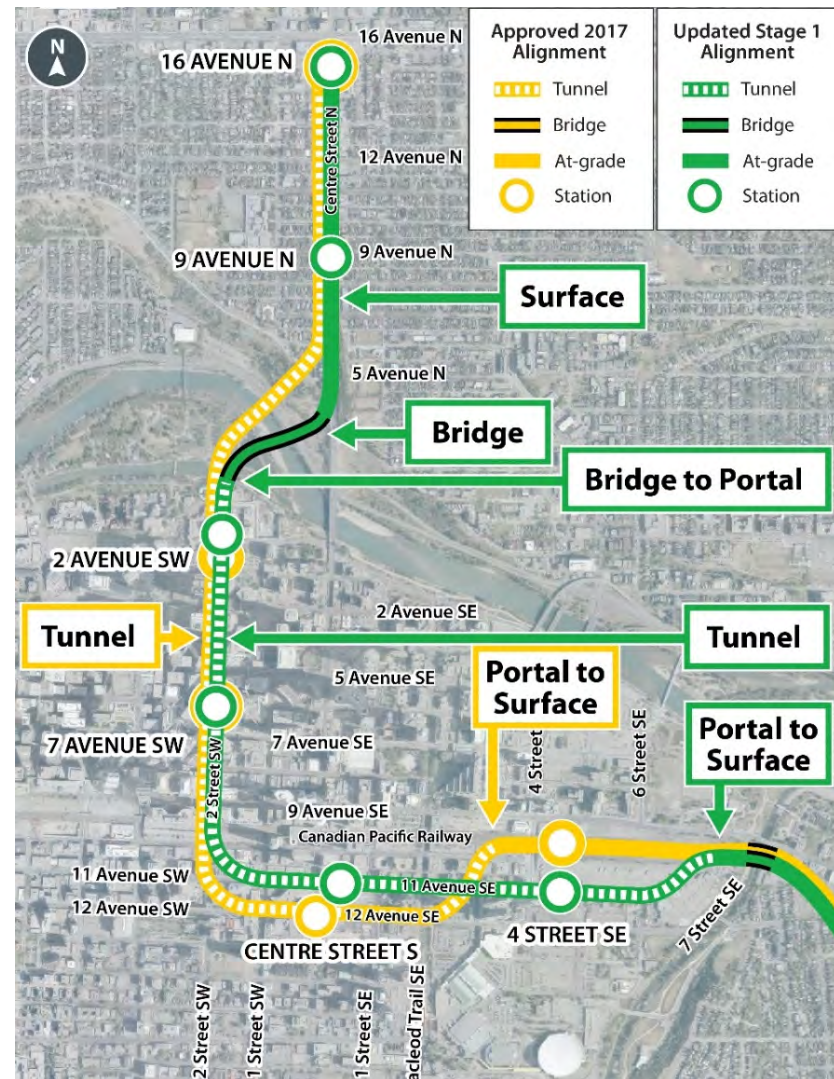 N
16 AVENUE N
16 Avenue N
Approved 2017
Alignment
Tunnel
Bridge
At-grade
Station
Updated Stage 1
Alignment
Tunnel
Bridge
At-grade
Station
Centre Street N
12 Avenue N
9 AVENUE N
9 Avenue N
Surface
5 Avenue N
Bridge
Bridge to Portal
2 AVENUE SW
2 Avenue SE
Tunnel
Tunnel
5 Avenue SE
Portal to
Surface
Portal to
Surface
7 AVENUE SW
7 Avenue SE
4 Street
6 Street SE
2 Street SW
9 Avenue SE
Canadian Pacific Railway
11 Avenue SW
11 Avenue SE
12 Avenue SW
12 Avenue SE
7 Street SE
CENTRE STREET S
4 STREET SE
2 Street SW
1 Street SW
1 Street SE
acleod Trail SE